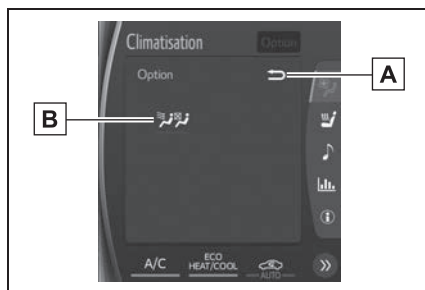 Climatisation Option
Option
A
B
A/C ECO HEAT/COOL AUTO